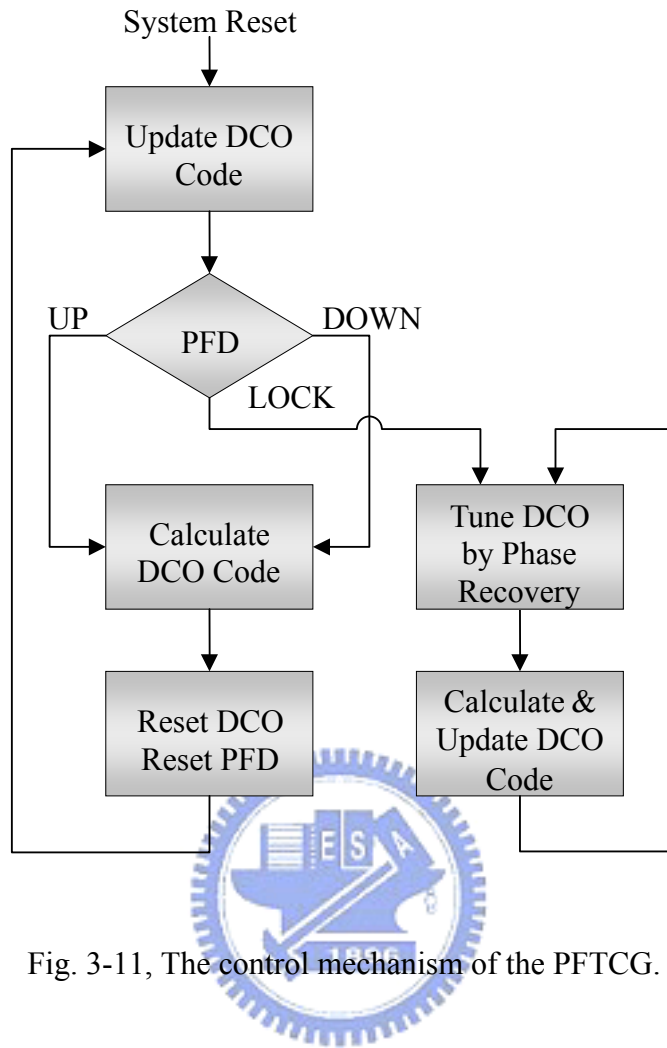 System Reset
Update DCO
Code
UP
DOWN
PFD
LOCK
Calculate
DCO Code
Tune DCO
by Phase
Recovery
Reset DCO
Reset PFD
Calculate &
Update DCO
Code
E S A
1896
Fig. 3-11, The control mechanism of the PFTCG.